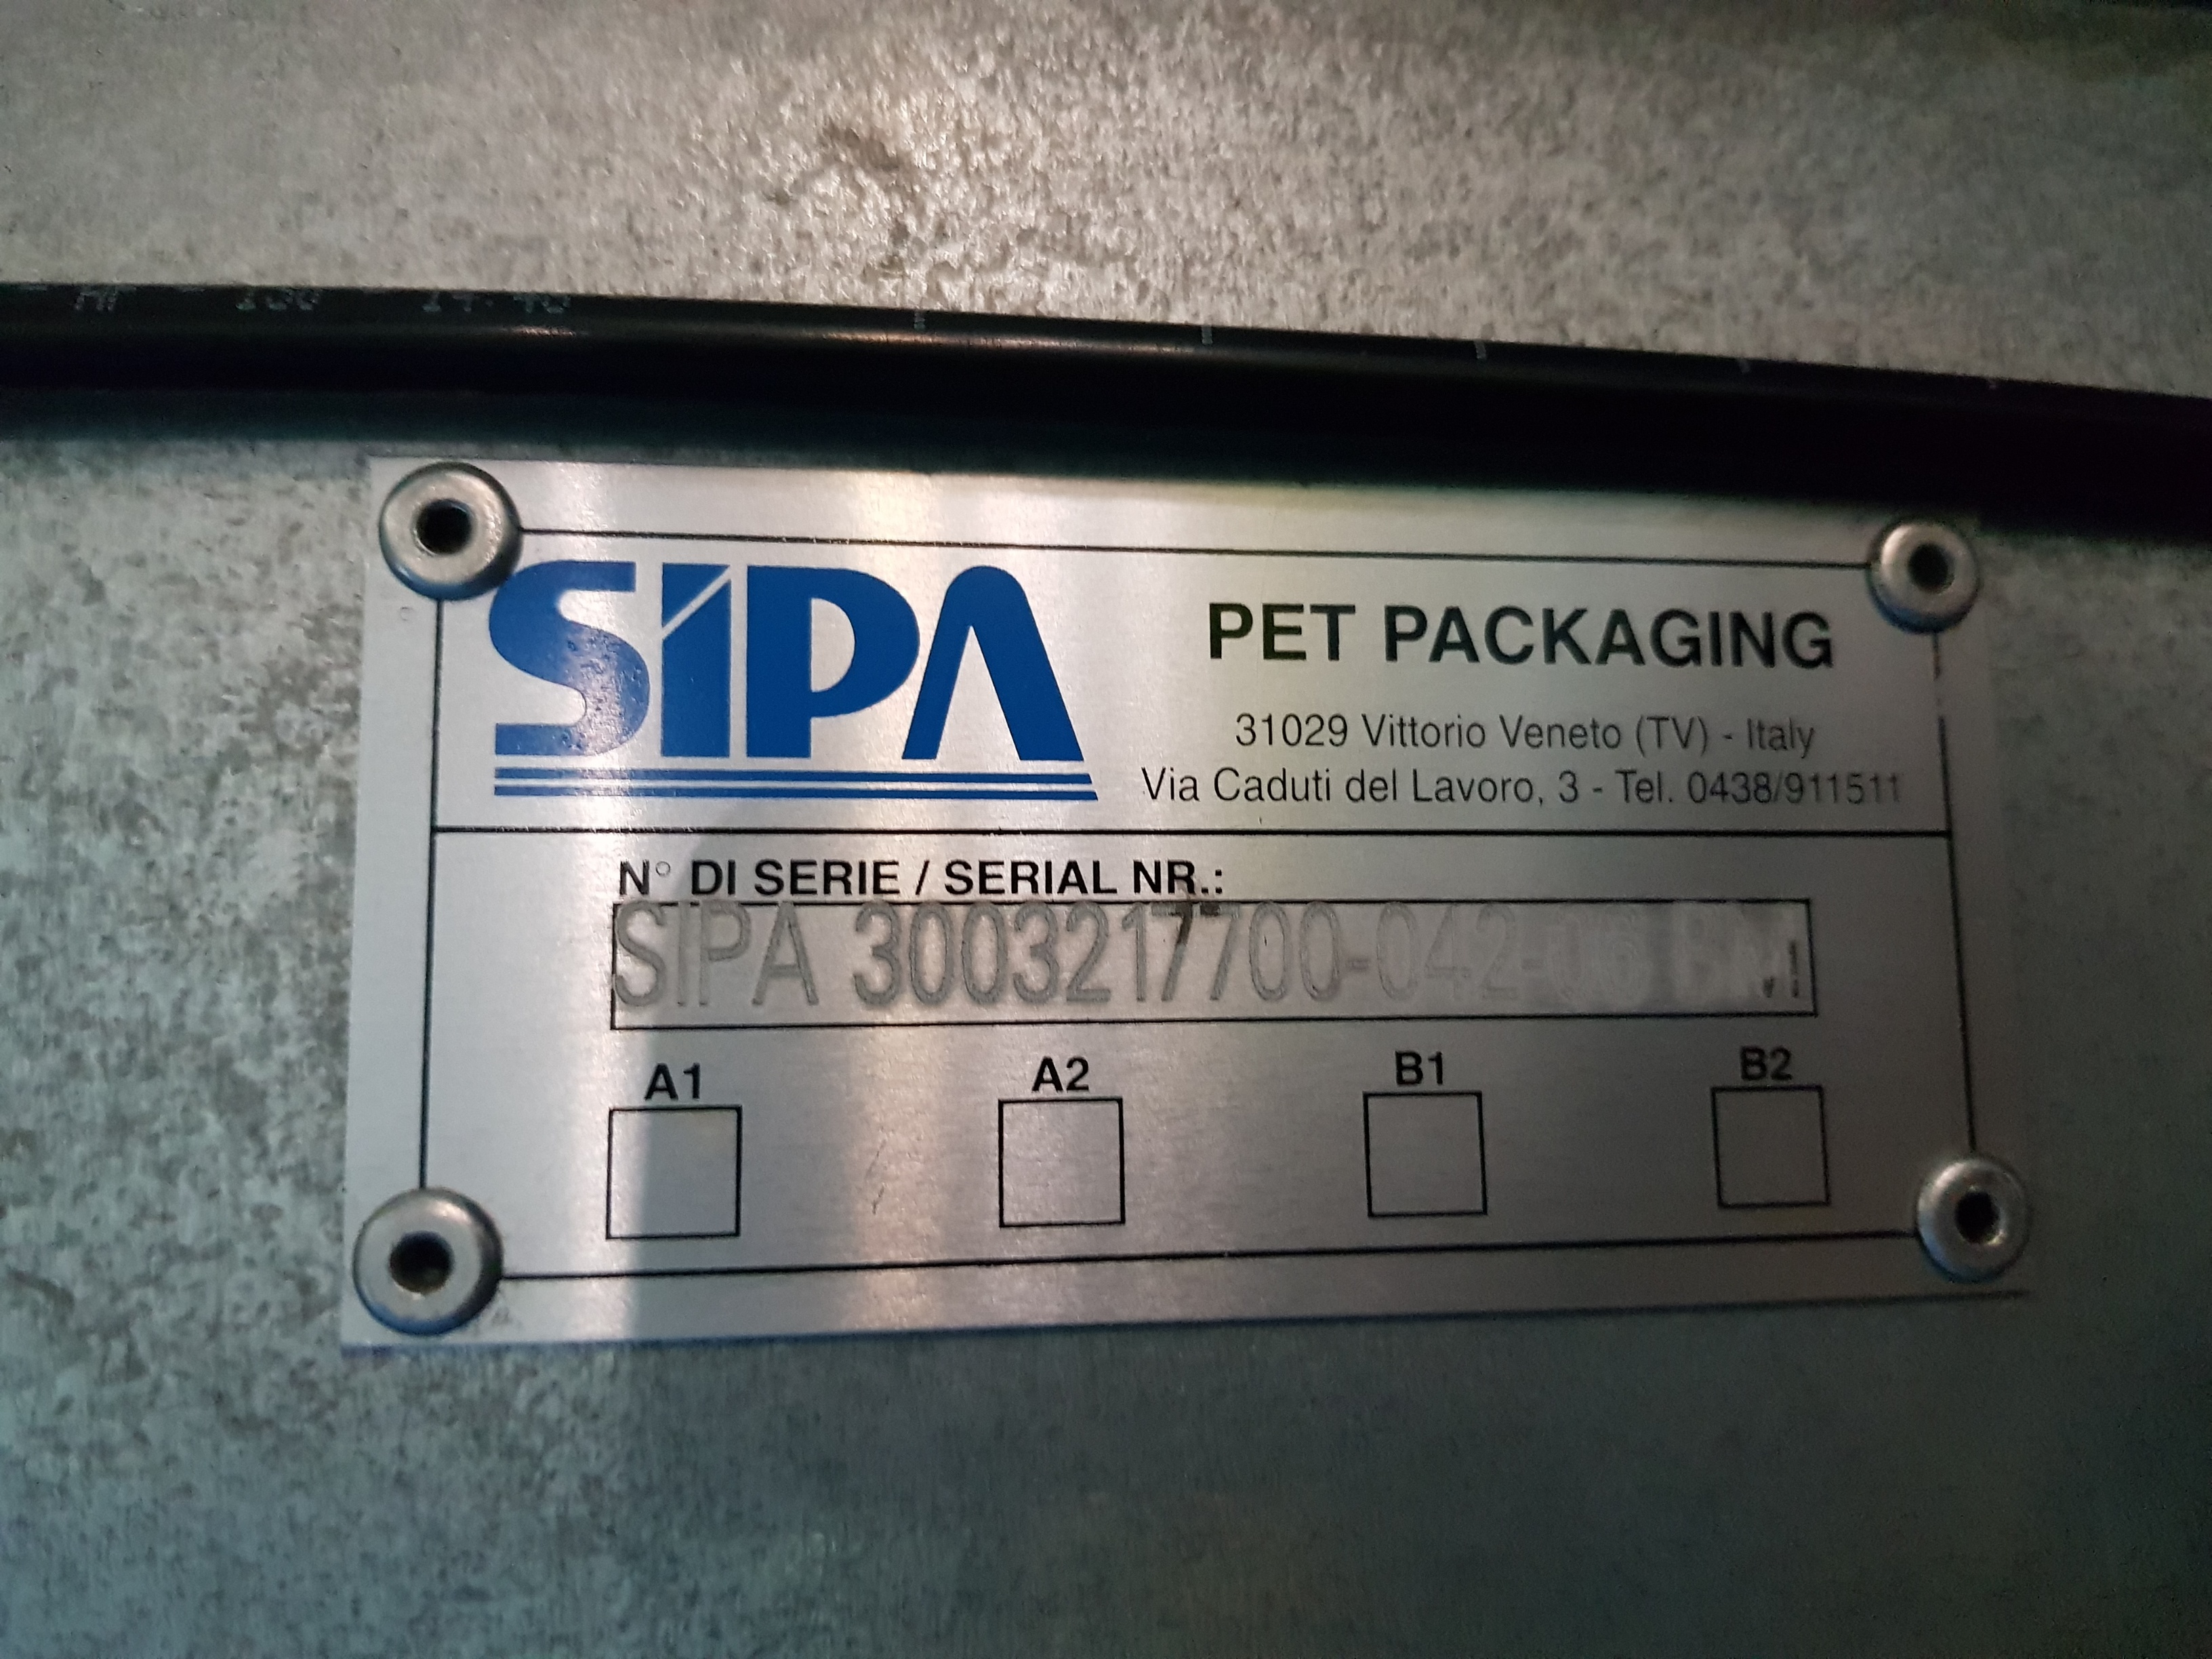 SIPA
PET PACKAGING
31029 Vittorio Veneto (TV) - Italy
Via Caduti del Lavoro, 3 - Tel. 0438/911511
N° DI SERIE / SERIAL NR.:
SIPA 3003217700-042-06
A1 A2 B1 B2